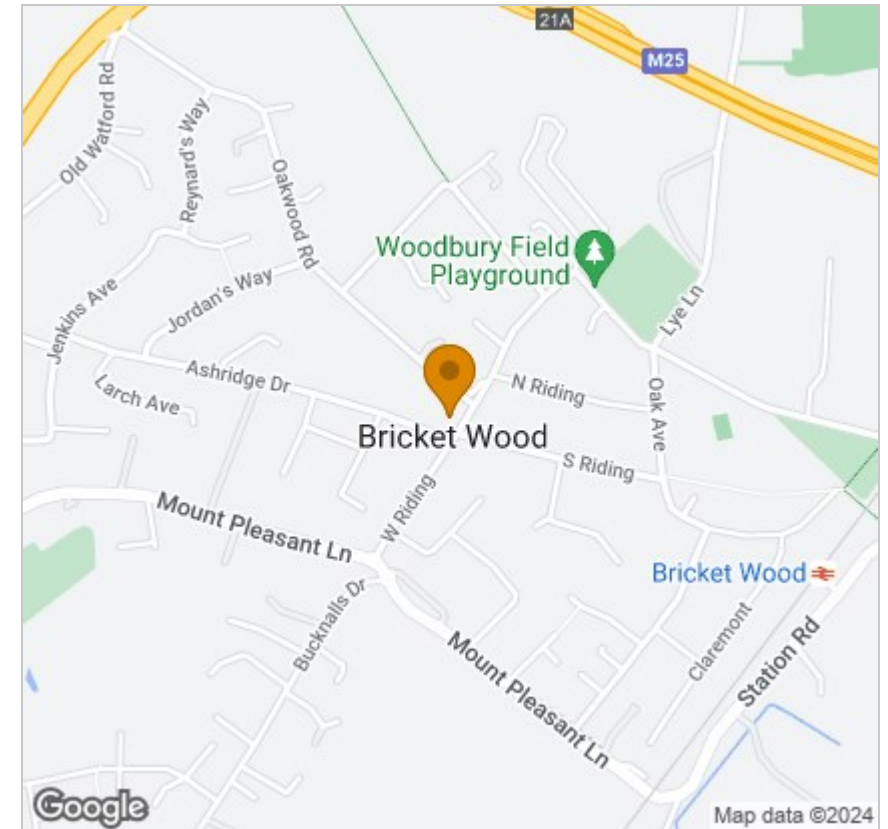 21A
M25
Old Watford Rd
Reynard's Way
Oakwood Rd
Woodbury Field
Playground
Jordan's Way
Jenkins Ave
Lye Ln
Ashridge Dr
Larch Ave
N Riding
Oak Ave
Bricket Wood
S Riding
W Riding
Mount Pleasant Ln
Bucknalls Dr
Bricket Wood
Claremont
Station Rd
Mount Pleasant Ln
Google
Map data ©2024